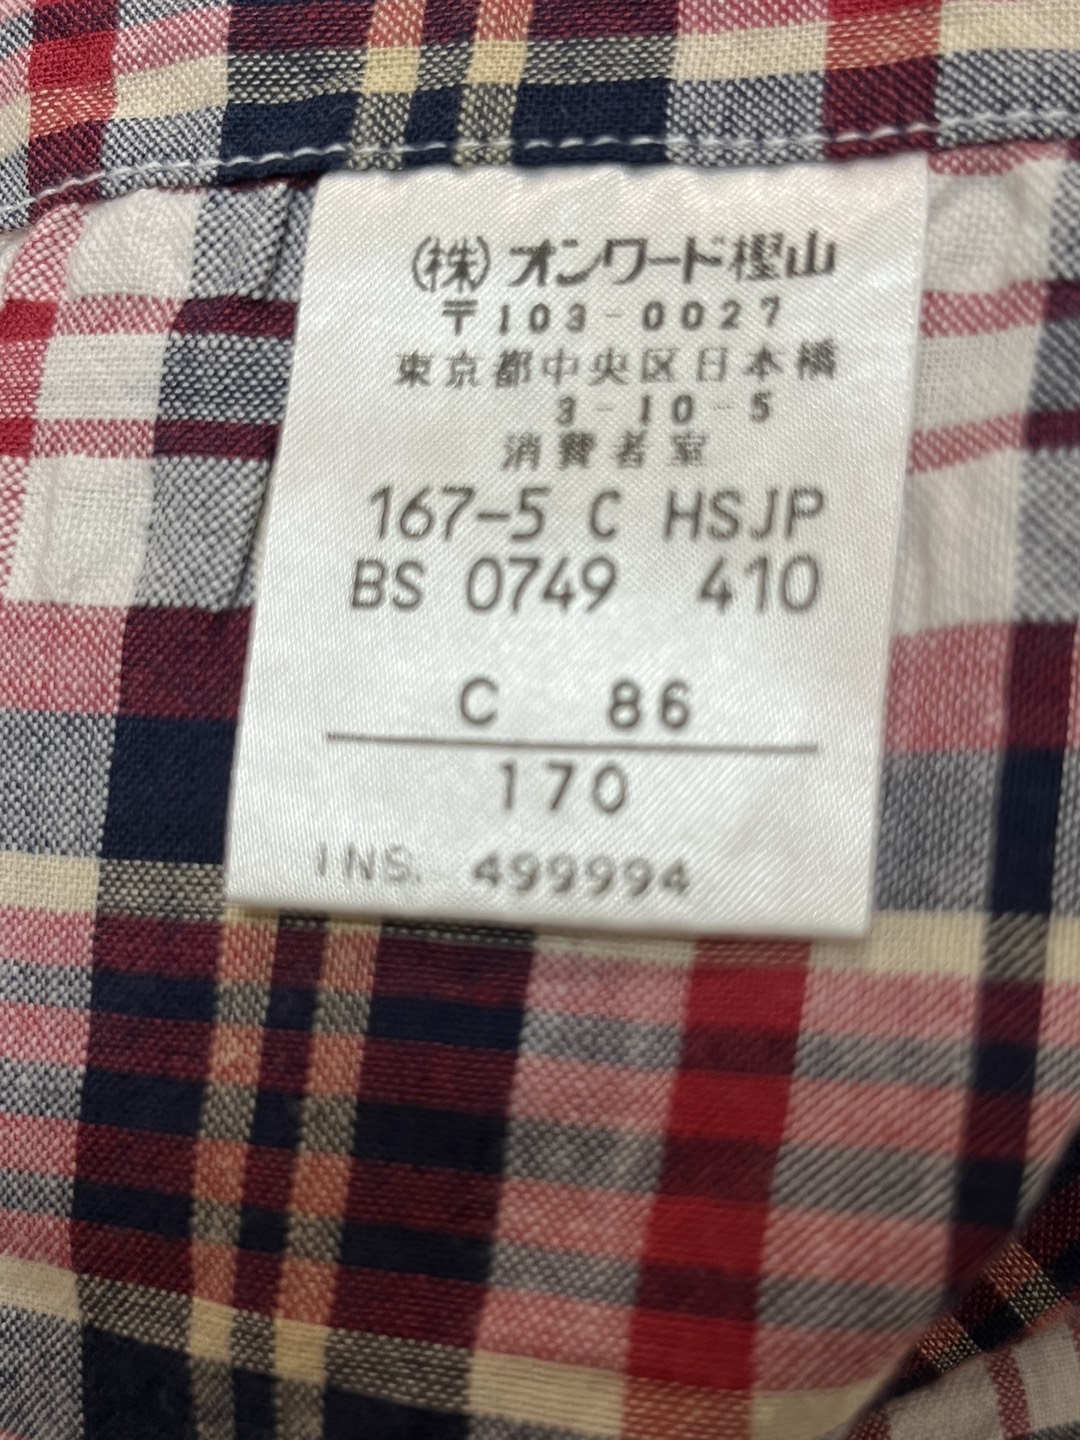 (株)オンワード樫山
〒103-0027
東京都中央区日本橋
3-10-5
消費者室
167-5 C HSJP
BS 0749 410
C 86
170
INS. 499994